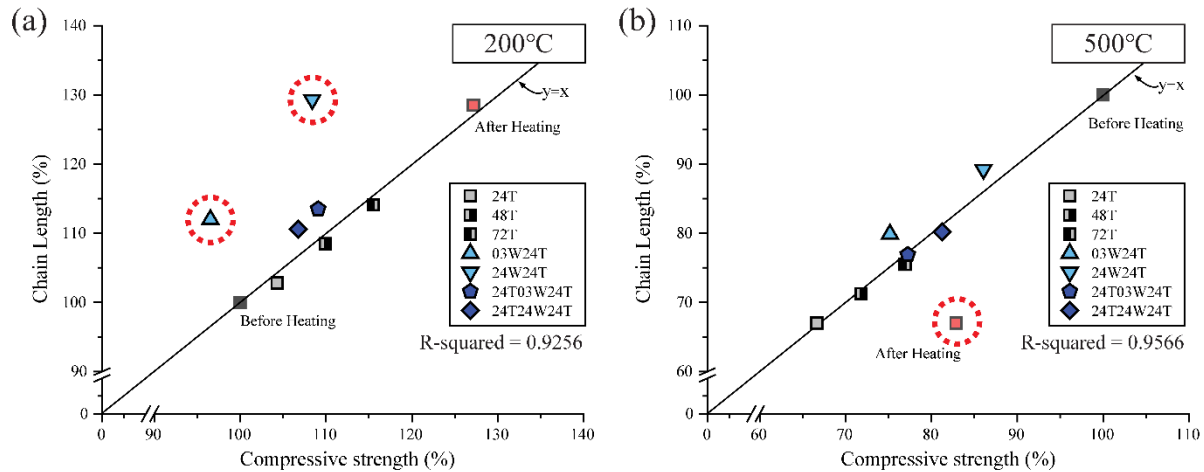 (a)
200°C
y=x
After Heating
Before Heating
24T
48T
72T
03W24T
24W24T
24T03W24T
24T24W24T
R-squared = 0.9256
Chain Length (%)
140
130
120
110
100
90
0
0 90 100 110 120 130 140
Compressive strength (%)
(b)
500°C
y=x
Before Heating
After Heating
24T
48T
72T
03W24T
24W24T
24T03W24T
24T24W24T
R-squared = 0.9566
Chain Length (%)
110
100
90
80
70
60
0
0 60 70 80 90 100 110
Compressive strength (%)